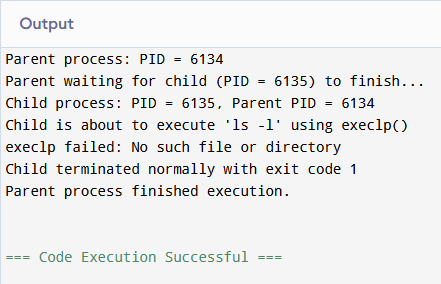 Output
Parent process: PID = 6134
Parent waiting for child (PID = 6135) to finish...
Child process: PID = 6135, Parent PID = 6134
Child is about to execute 'ls -l' using execlp()
execlp failed: No such file or directory
Child terminated normally with exit code 1
Parent process finished execution.
=== Code Execution Successful ===